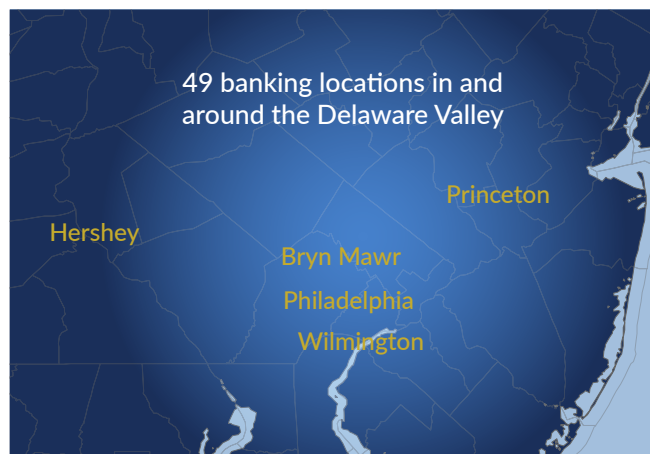 49 banking locations in and
around the Delaware Valley
Princeton
Hershey
Bryn Mawr
Philadelphia
Wilmington